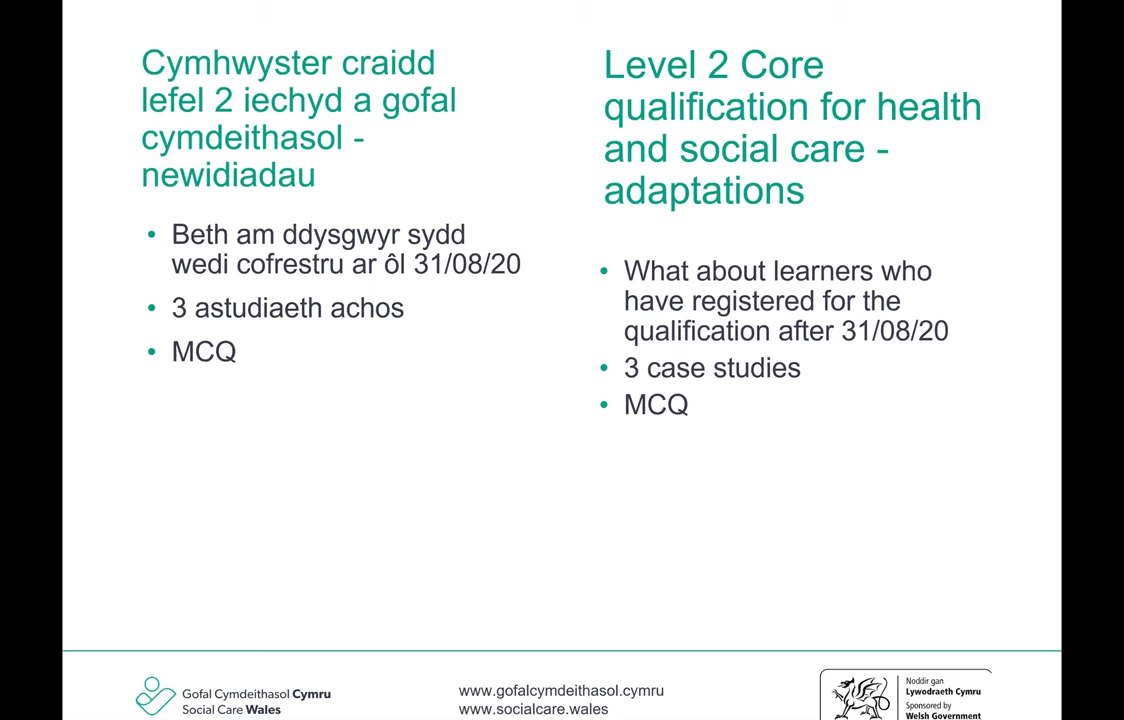 Cymhwyster craidd
lefel 2 iechyd a gofal
cymdeithasol -
newidiadau
• Beth am ddysgwyr sydd
wedi cofrestru ar ôl 31/08/20
• 3 astudiaeth achos
• MCQ
Level 2 Core
qualification for health
and social care -
adaptations
• What about learners who
have registered for the
qualification after 31/08/20
• 3 case studies
• MCQ
Gofal Cymdeithasol Cymru
Social Care Wales
www.gofalcymdeithasol.cymru
www.socialcare.wales
Noddir gan
Lywodraeth Cymru
Sponsored by
Welsh Government